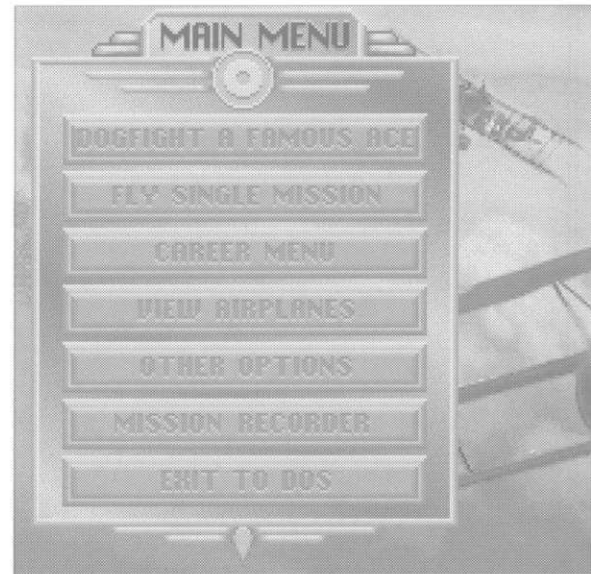 MAIN MENU
DOGFIGHT A FAMOUS ACE
FLY SINGLE MISSION
CAREER MENU
VIEW AIRPLANES
OTHER OPTIONS
MISSION RECORDER
EXIT TO DOS